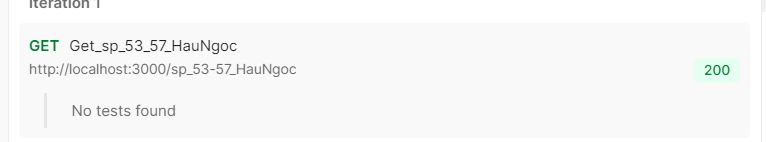 Iteration 1
GET Get_sp_53_57_HauNgoc
http://localhost:3000/sp_53-57_HauNgoc
200
No tests found